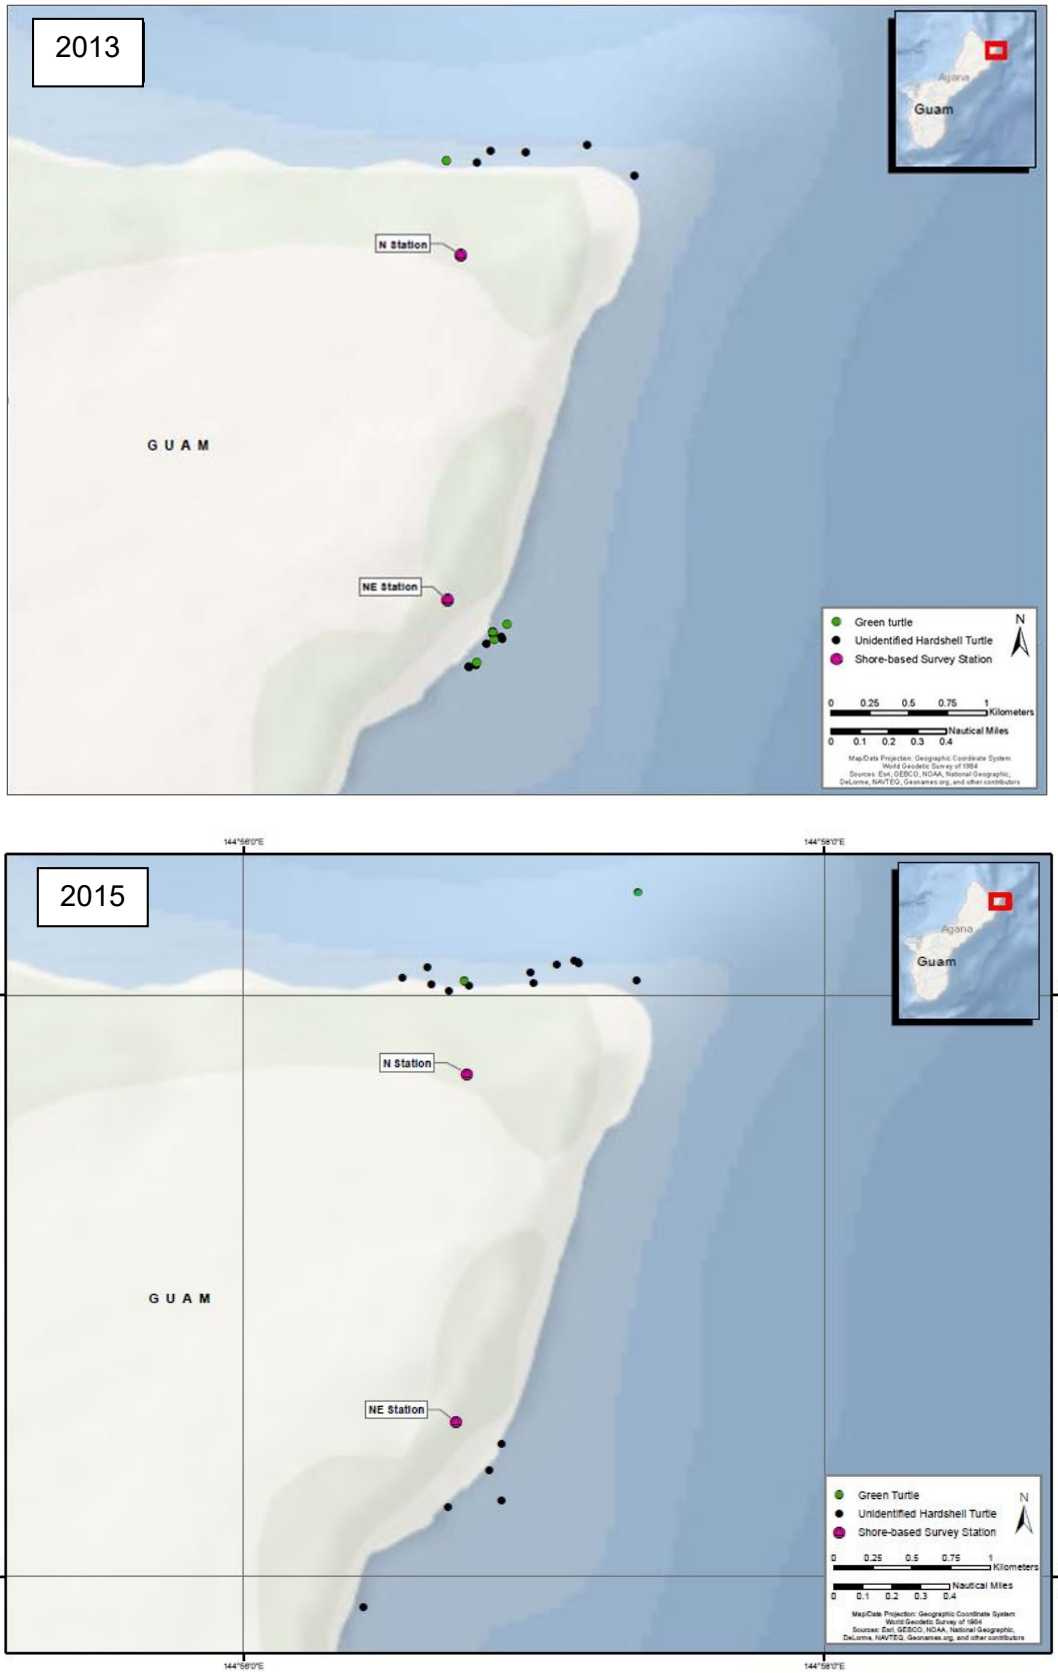 2013
Agana
Guam
N Station
GUAM
NE Station
Green turtle
Unidentified Hardshell Turtle
Shore-based Survey Station
N
0 0.25 0.5 0.75 1
Kilometers
Nautical Miles
0 0.1 0.2 0.3 0.4
Map/Data Projection: Geographic Coordinate System
World Geodetic Survey of 1984
Sources: Esri, GEBCO, NOAA, National Geographic,
DeLorme, NAVTEQ, Geonames.org, and other contributors
144°56'0"E 144°58'0"E
2015
Agana
Guam
N Station
GUAM
NE Station
Green Turtle
Unidentified Hardshell Turtle
Shore-based Survey Station
N
0 0.25 0.5 0.75 1
Kilometers
Nautical Miles
0 0.1 0.2 0.3 0.4
Map/Data Projection: Geographic Coordinate System
World Geodetic Survey of 1984
Sources: Esri, GEBCO, NOAA, National Geographic,
DeLorme, NAVTEQ, Geonames.org, and other contributors
144°56'0"E 144°58'0"E